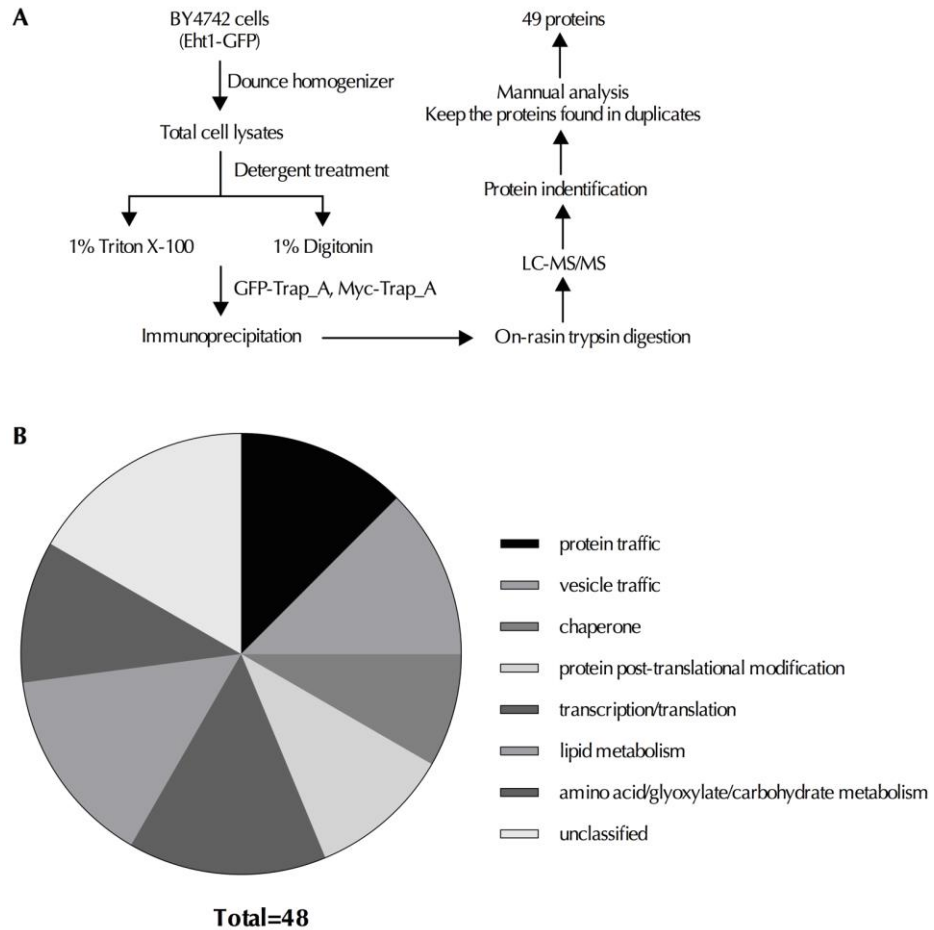 A
BY4742 cells
(Eht1-GFP)
Dounce homogenizer
Total cell lysates
Detergent treatment
1% Triton X-100
1% Digitonin
GFP-Trap_A, Myc-Trap_A
Immunoprecipitation
On-rasin trypsin digestion
LC-MS/MS
Protein indentification
Mannual analysis
Keep the proteins found in duplicates
49 proteins
B
protein traffic
vesicle traffic
chaperone
protein post-translational modification
transcription/translation
lipid metabolism
amino acid/glyoxylate/carbohydrate metabolism
unclassified
Total=48